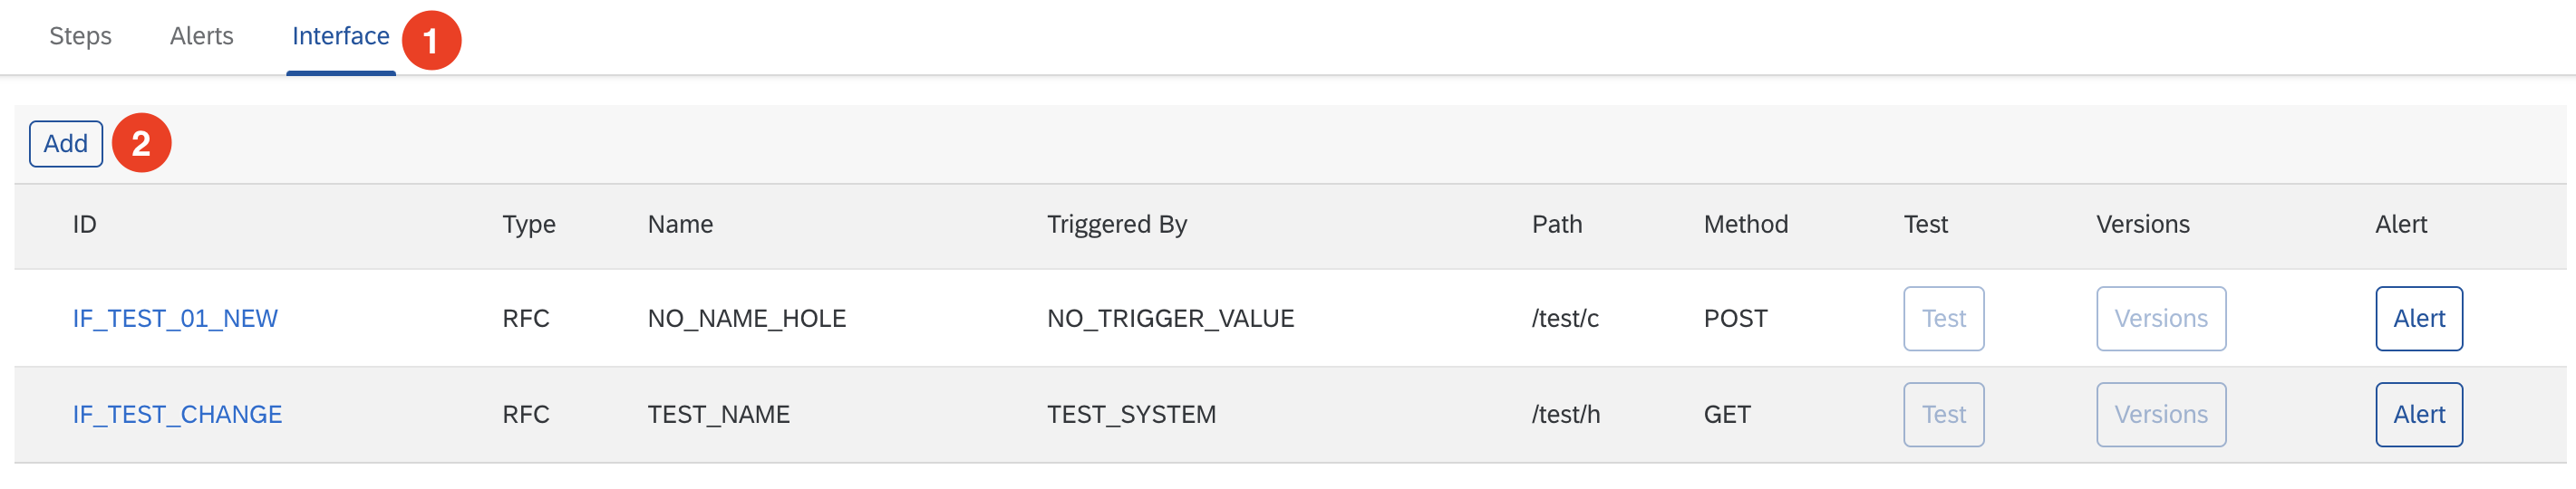 Steps Alerts Interface 1
Add 2
ID Type Name Triggered By Path Method Test Versions Alert
IF_TEST_01_NEW RFC NO_NAME_HOLE NO_TRIGGER_VALUE /test/c POST Test Versions Alert
IF_TEST_CHANGE RFC TEST_NAME TEST_SYSTEM /test/h GET Test Versions Alert